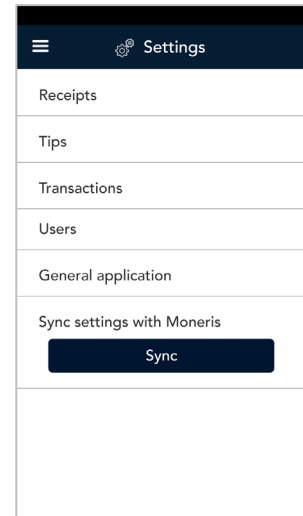 Settings
Receipts
Tips
Transactions
Users
General application
Sync settings with Moneris
Sync